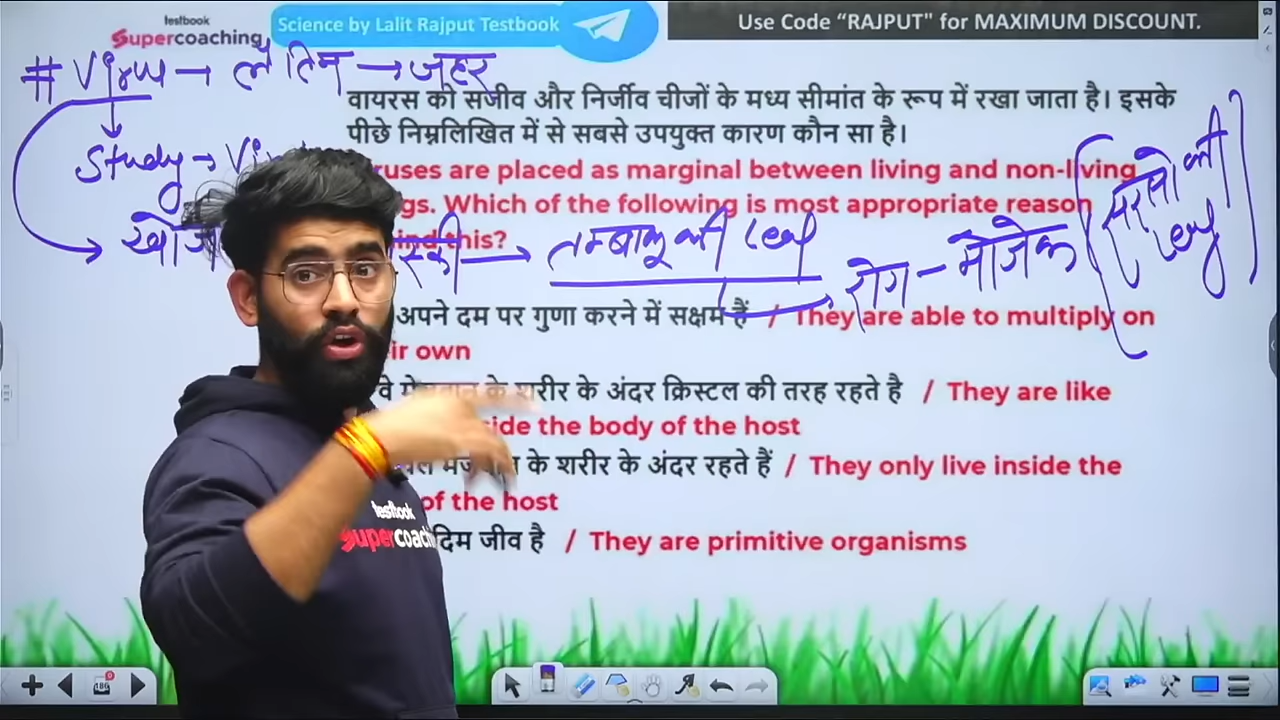 testbook
Supercoaching
Science by Lalit Rajput Testbook
Use Code “RAJPUT" for MAXIMUM DISCOUNT.
# Virus → लैटिन → जहर
वायरस को सजीव और निर्जीव चीजों के मध्य सीमांत के रूप में रखा जाता है। इसके
पीछे निम्नलिखित में से सबसे उपयुक्त कारण कौन सा है।
Study →
ruses are placed as marginal between living and non-living
gs. Which of the following is most appropriate reason
ind this?
→ तम्बाकू की leaf
रोग - मोजेक
(सरसो की
leaf)
अपने दम पर गुणा करने में सक्षम हैं / They are able to multiply on
ir own
वे के शरीर के अंदर क्रिस्टल की तरह रहते है / They are like
side the body of the host
के शरीर के अंदर रहते हैं / They only live inside the
of the host
दिम जीव है / They are primitive organisms
testbook
Supercoach
186